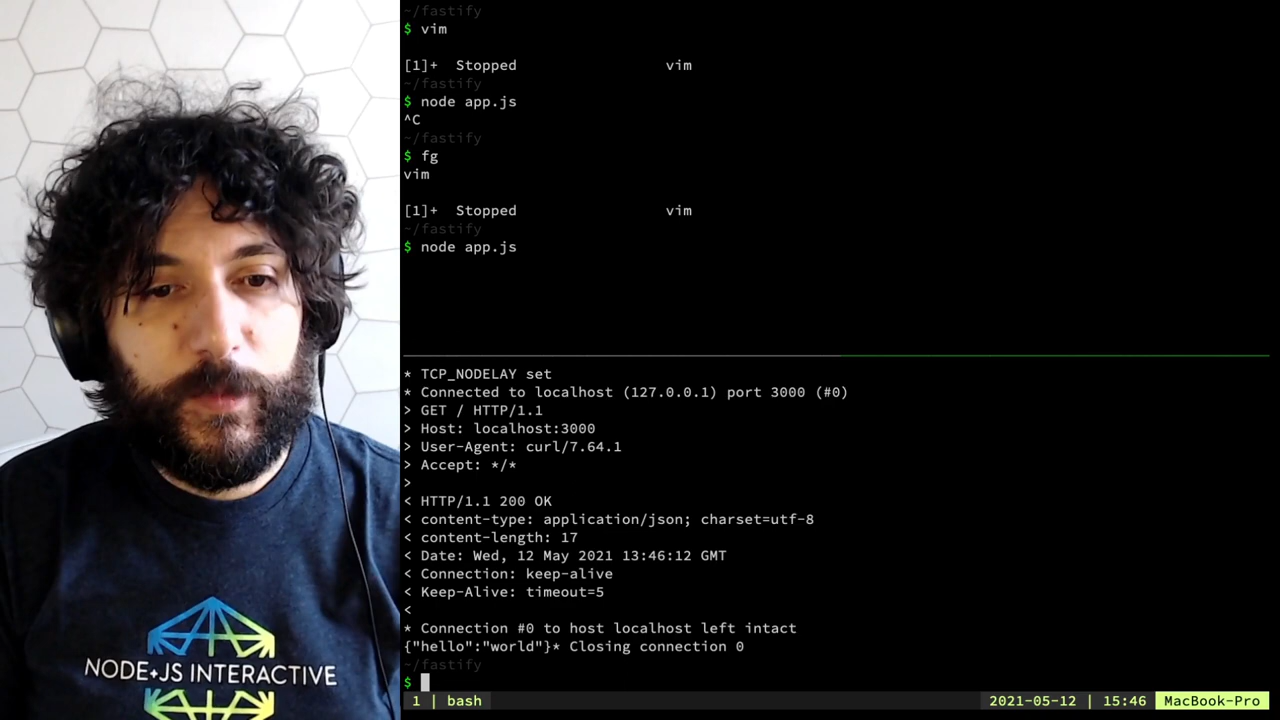 ~/fastify
$ vim
[1]+  Stopped                 vim
~/fastify
$ node app.js
^C
~/fastify
$ fg
vim
[1]+  Stopped                 vim
~/fastify
$ node app.js
* TCP_NODELAY set
* Connected to localhost (127.0.0.1) port 3000 (#0)
> GET / HTTP/1.1
> Host: localhost:3000
> User-Agent: curl/7.64.1
> Accept: */*
>
< HTTP/1.1 200 OK
< content-type: application/json; charset=utf-8
< content-length: 17
< Date: Wed, 12 May 2021 13:46:12 GMT
< Connection: keep-alive
< Keep-Alive: timeout=5
<
* Connection #0 to host localhost left intact
{"hello":"world"}* Closing connection 0
~/fastify
$
1 | bash 2021-05-12 | 15:46 MacBook-Pro
NODE+JS INTERACTIVE